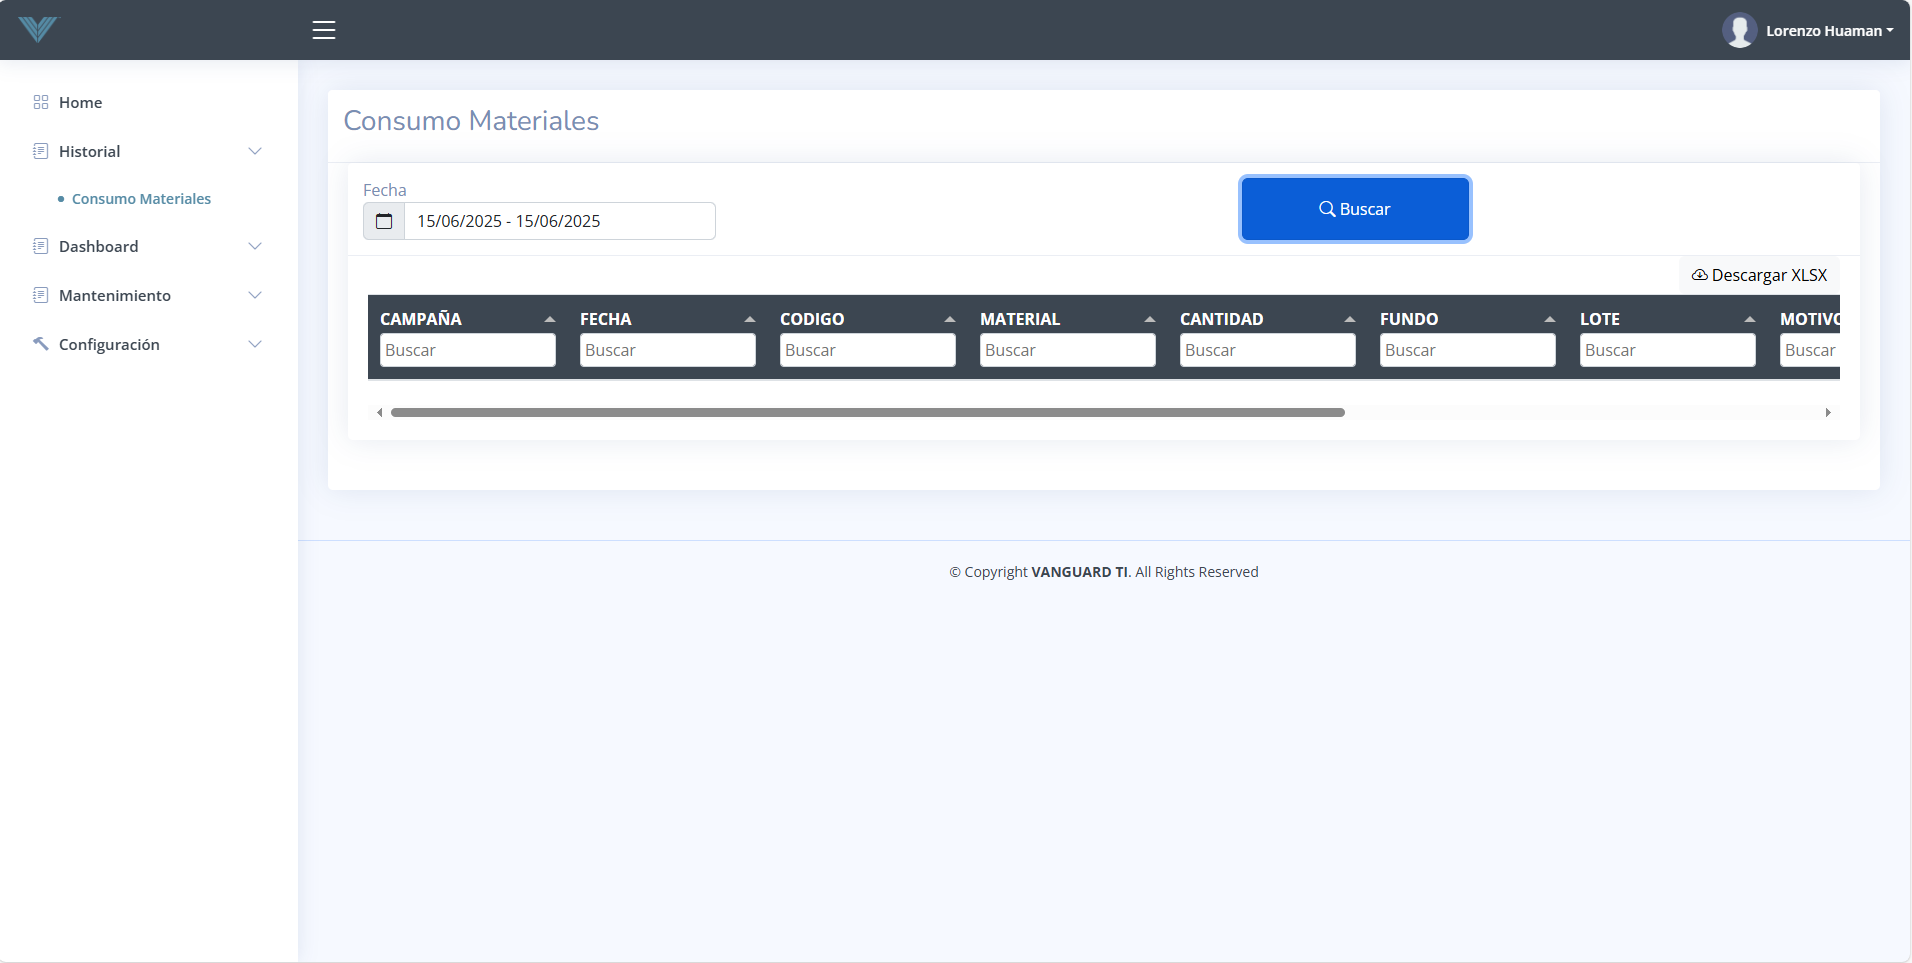 Lorenzo Huaman
Home
Historial
Consumo Materiales
Dashboard
Mantenimiento
Configuración
Consumo Materiales
Fecha
15/06/2025 - 15/06/2025
Buscar
Descargar XLSX
CAMPAÑA FECHA CODIGO MATERIAL CANTIDAD FUNDO LOTE MOTIVO
Buscar Buscar Buscar Buscar Buscar Buscar Buscar Buscar
© Copyright VANGUARD TI. All Rights Reserved